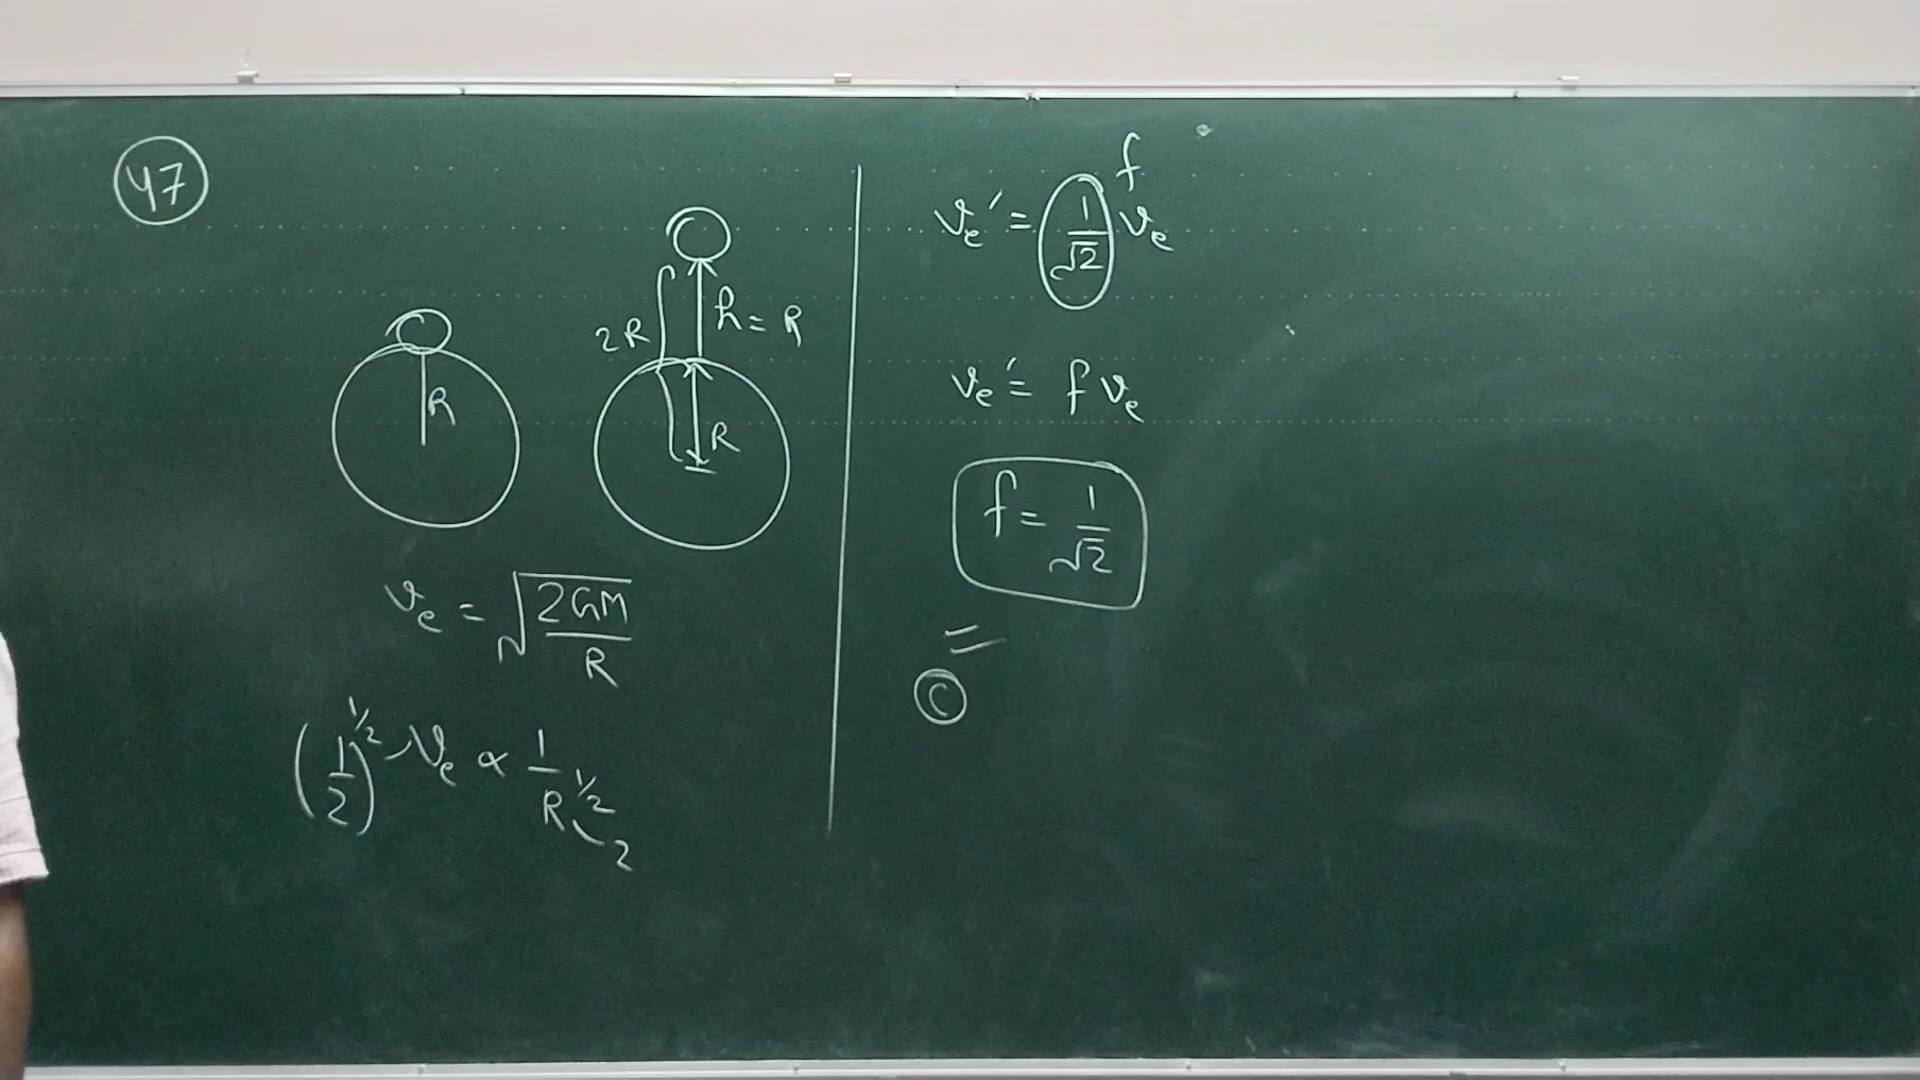 47
R
2R
h = R
R
vₑ = √(2GM/R)
(1/2)^1/2 vₑ ∝ 1/R^1/2
2
f
vₑ′ = 1/√2 vₑ
vₑ′ = f vₑ
f = 1/√2
=
C